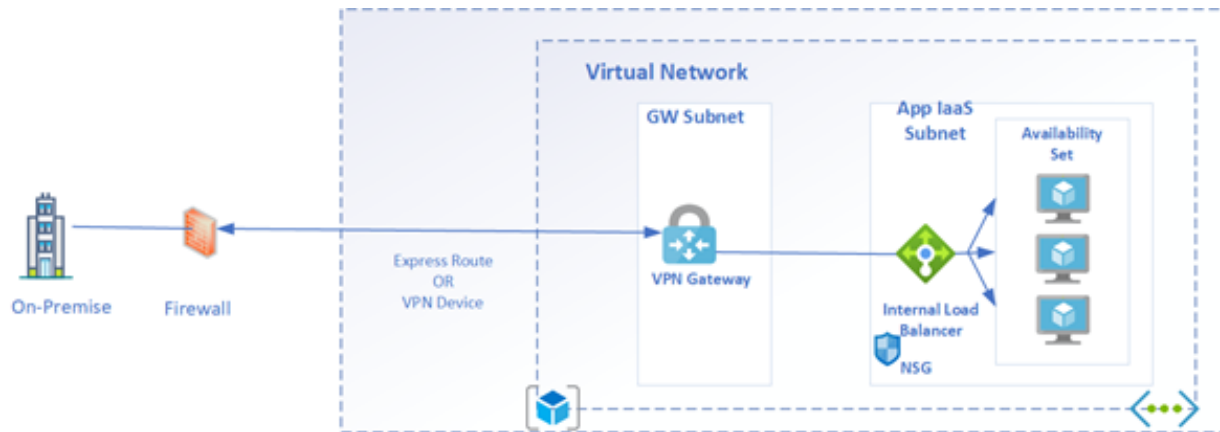 Virtual Network
GW Subnet
App IaaS
Subnet
Availability
Set
Express Route
OR
VPN Device
VPN Gateway
On-Premise
Firewall
Internal Load
Balancer
NSG